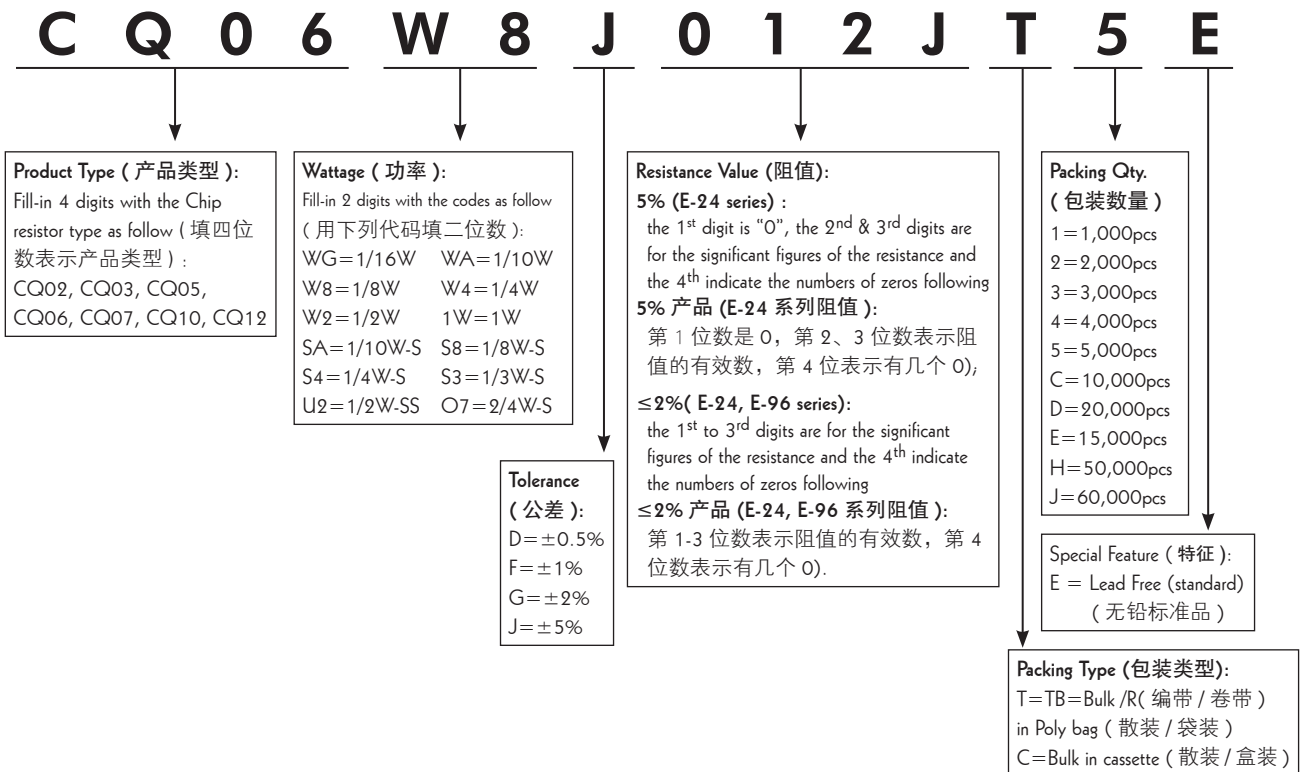 C Q 0 6 W 8 J 0 1 2 J T 5 E
Product Type ( 产品类型 ):
Fill-in 4 digits with the Chip
resistor type as follow ( 填四位
数表示产品类型 ) :
CQ02, CQ03, CQ05,
CQ06, CQ07, CQ10, CQ12
Wattage ( 功率 ):
Fill-in 2 digits with the codes as follow
( 用下列代码填二位数 ):
WG=1/16W WA=1/10W
W8=1/8W W4=1/4W
W2=1/2W 1W=1W
SA=1/10W-S S8=1/8W-S
S4=1/4W-S S3=1/3W-S
U2=1/2W-SS O7=2/4W-S
Tolerance
( 公差 ):
D=±0.5%
F=±1%
G=±2%
J=±5%
Resistance Value (阻值):
5% (E-24 series) :
the 1st digit is “0”, the 2nd & 3rd digits are
for the significant figures of the resistance and
the 4th indicate the numbers of zeros following
5% 产品 (E-24 系列阻值 ):
第 1 位数是 0，第 2、3 位数表示阻
值的有效数，第 4 位表示有几个 0);
≤2%( E-24, E-96 series):
the 1st to 3rd digits are for the significant
figures of the resistance and the 4th indicate
the numbers of zeros following
≤2% 产品 (E-24, E-96 系列阻值 ):
第 1-3 位数表示阻值的有效数，第 4
位数表示有几个 0).
Packing Qty.
( 包装数量 )
1=1,000pcs
2=2,000pcs
3=3,000pcs
4=4,000pcs
5=5,000pcs
C=10,000pcs
D=20,000pcs
E=15,000pcs
H=50,000pcs
J=60,000pcs
Special Feature ( 特征 ):
E = Lead Free (standard)
( 无铅标准品 )
Packing Type (包装类型):
T=TB=Bulk /R( 编带 / 卷带 )
in Poly bag ( 散装 / 袋装 )
C=Bulk in cassette ( 散装 / 盒装 )